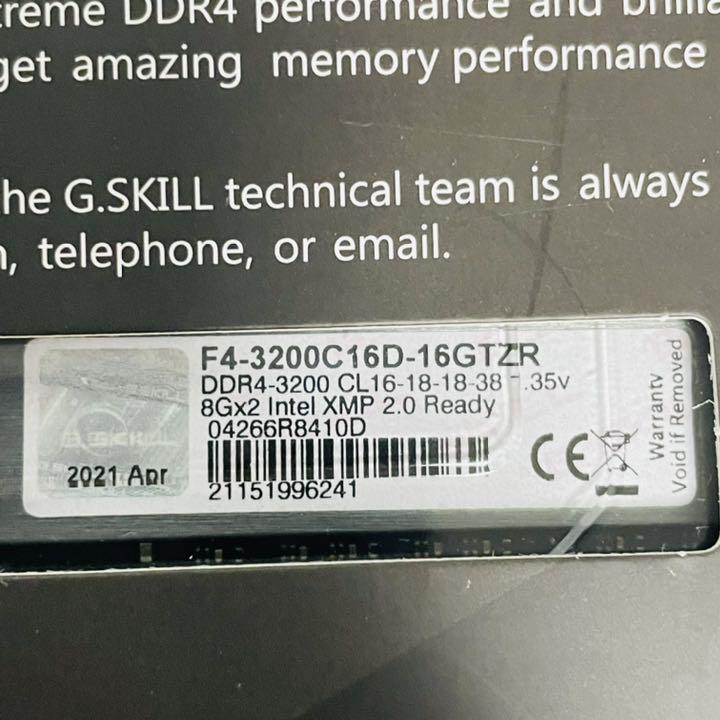 treme DDR4 performance and brillia
get amazing memory performance
the G.SKILL technical team is always
n, telephone, or email.
F4-3200C16D-16GTZR
DDR4-3200 CL16-18-18-38 .35v
8Gx2 Intel XMP 2.0 Ready
04266R8410D
21151996241
G.SKILL
2021 Apr
CE
Warranty
Void if Removed